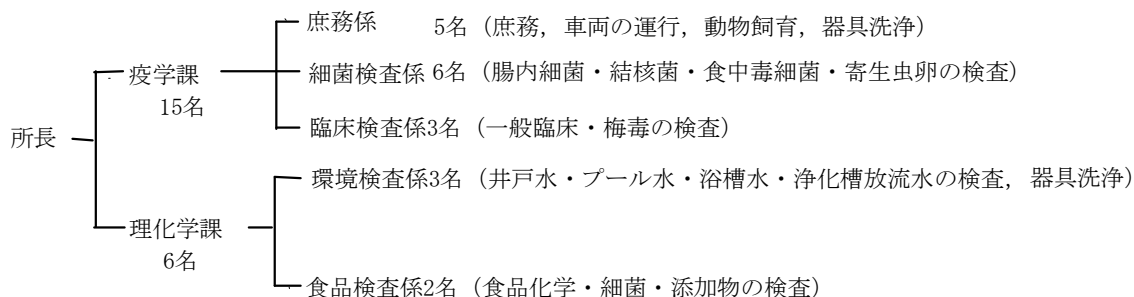 庶務係 5名（庶務，車両の運行，動物飼育，器具洗浄）
疫学課 細菌検査係 6名（腸内細菌・結核菌・食中毒細菌・寄生虫卵の検査）
15名
臨床検査係3名（一般臨床・梅毒の検査）
所長
環境検査係3名（井戸水・プール水・浴槽水・浄化槽放流水の検査，器具洗浄）
理化学課
6名
食品検査係2名（食品化学・細菌・添加物の検査）